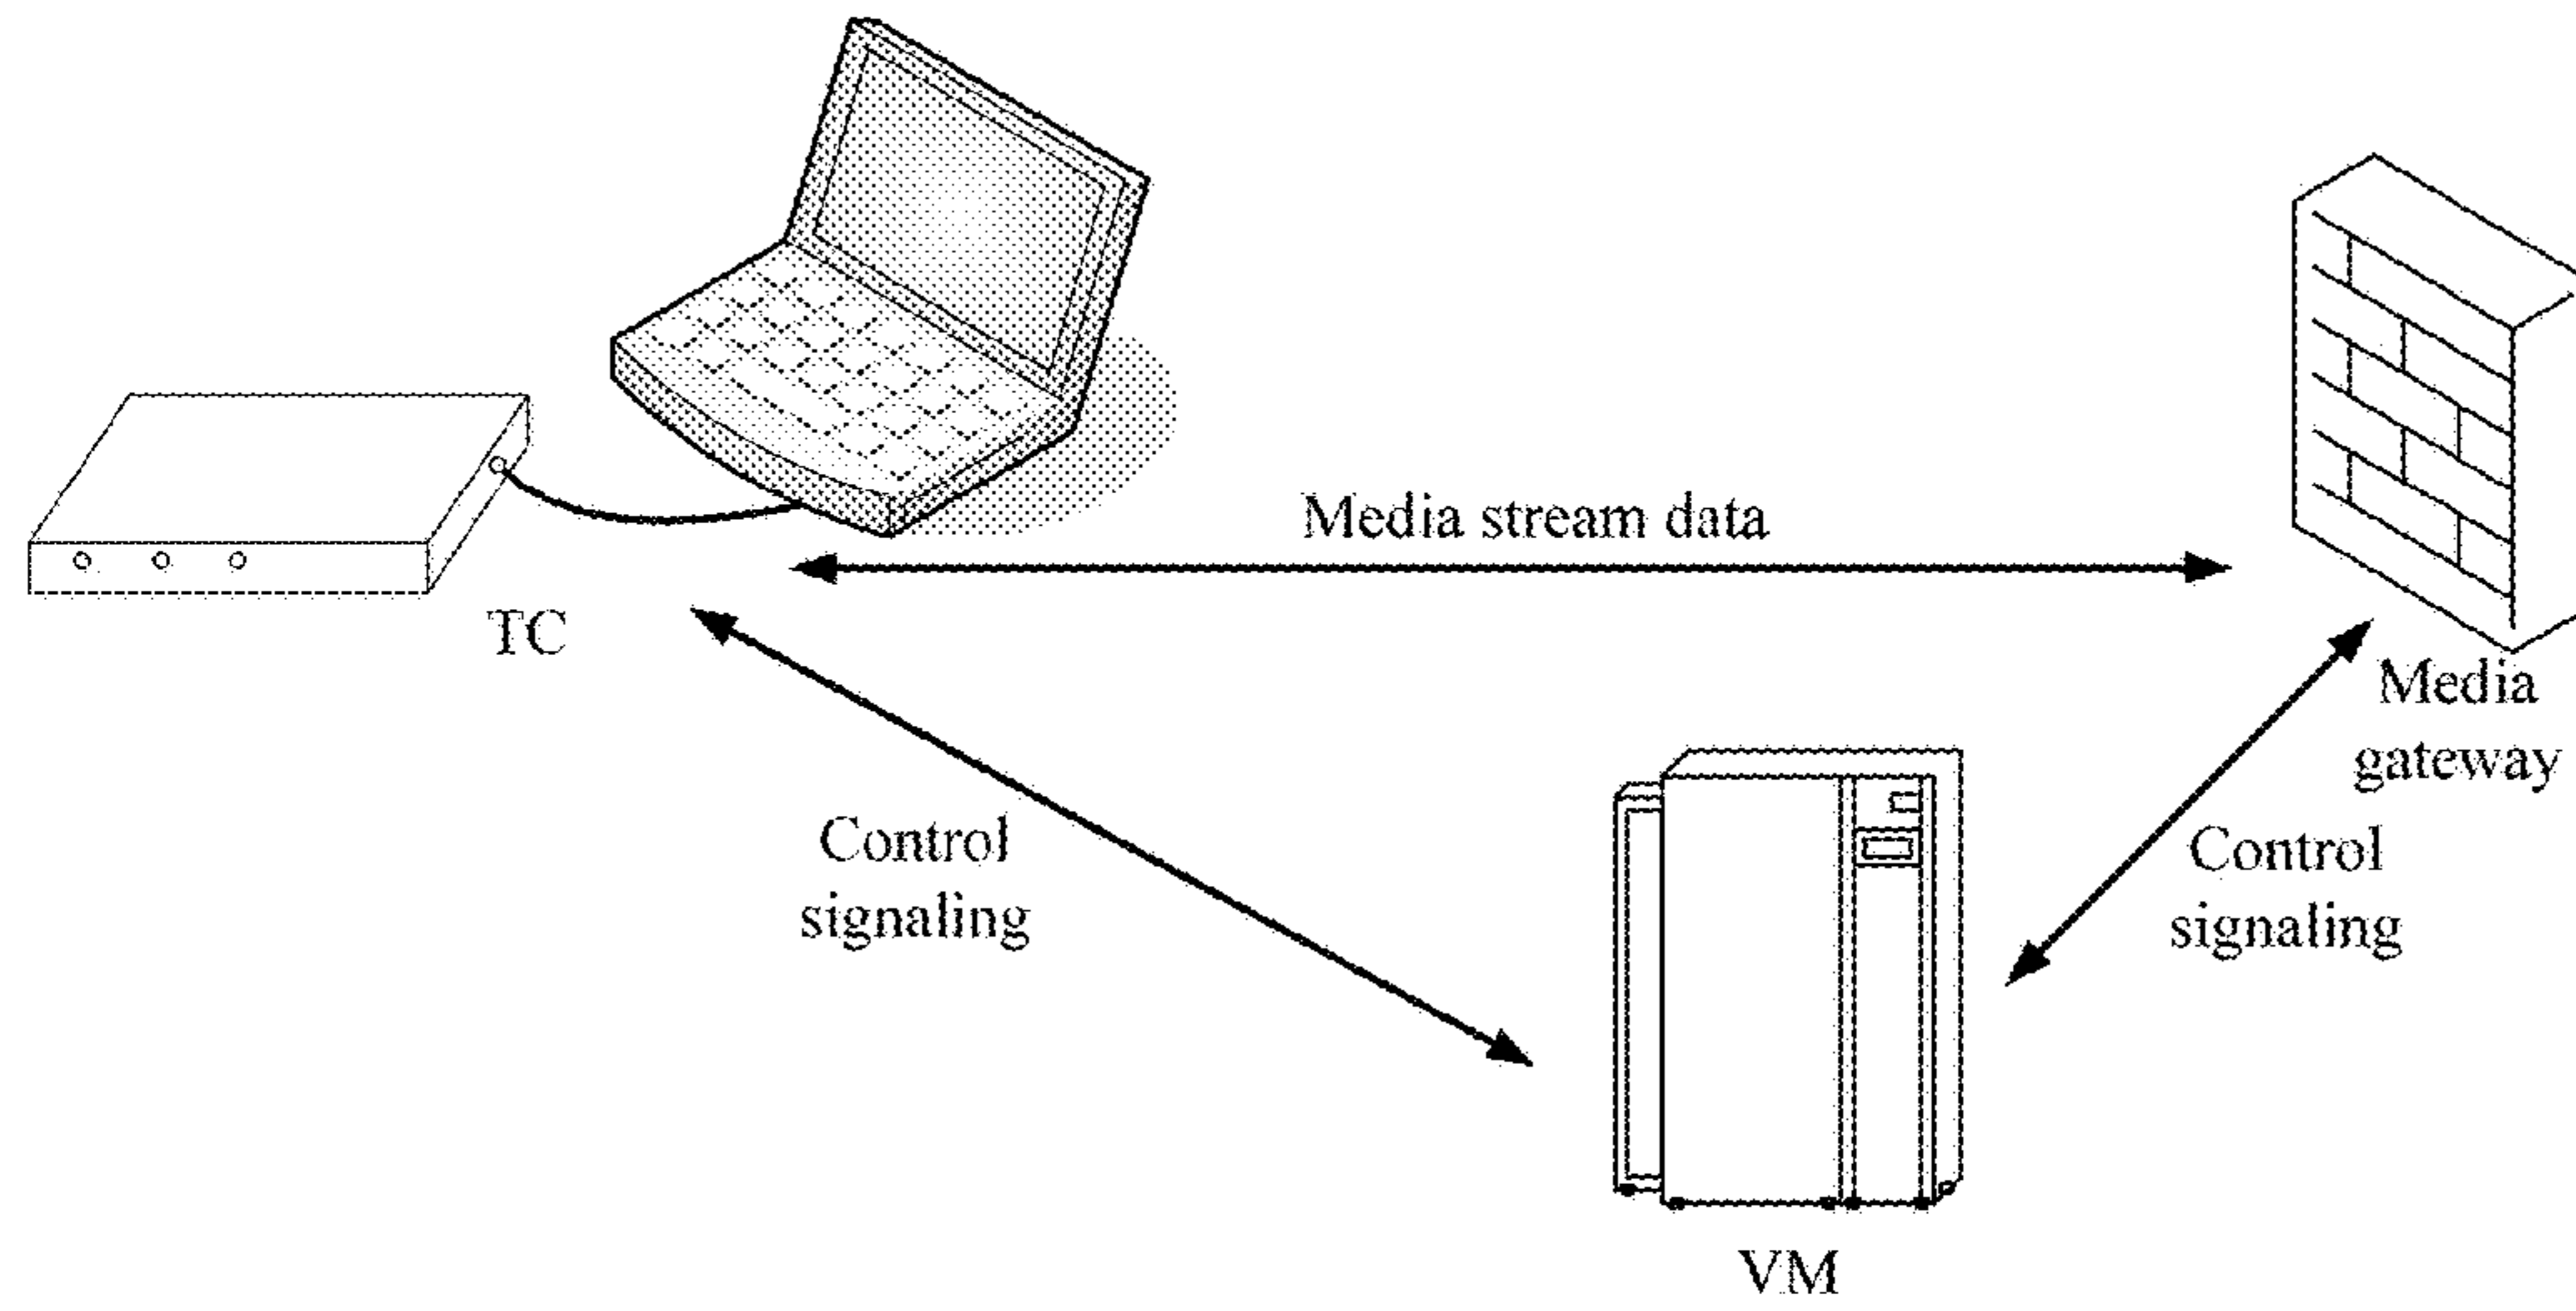 Media stream data
TC
Media
gateway
Control
signaling
Control
signaling
VM